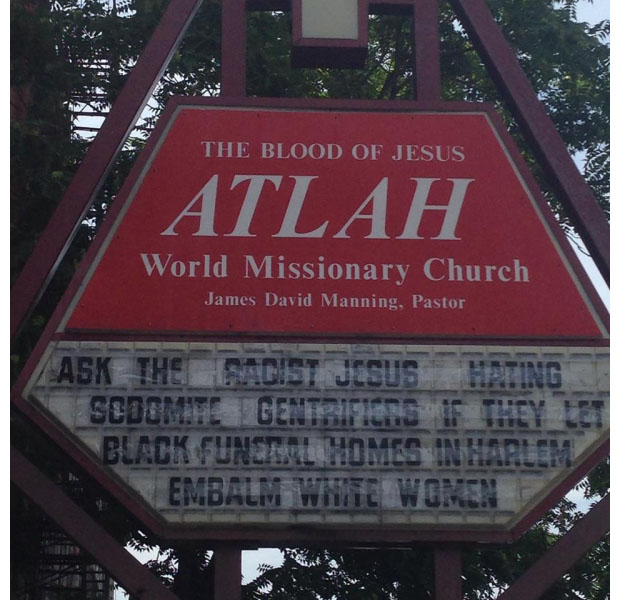 THE BLOOD OF JESUS
ATLAH
World Missionary Church
James David Manning, Pastor
ASK THE RACIST JESUS HATING
SODOMITE GENTRIFIERS IF THEY LET
BLACK FUNERAL HOMES IN HARLEM
EMBALM WHITE WOMEN